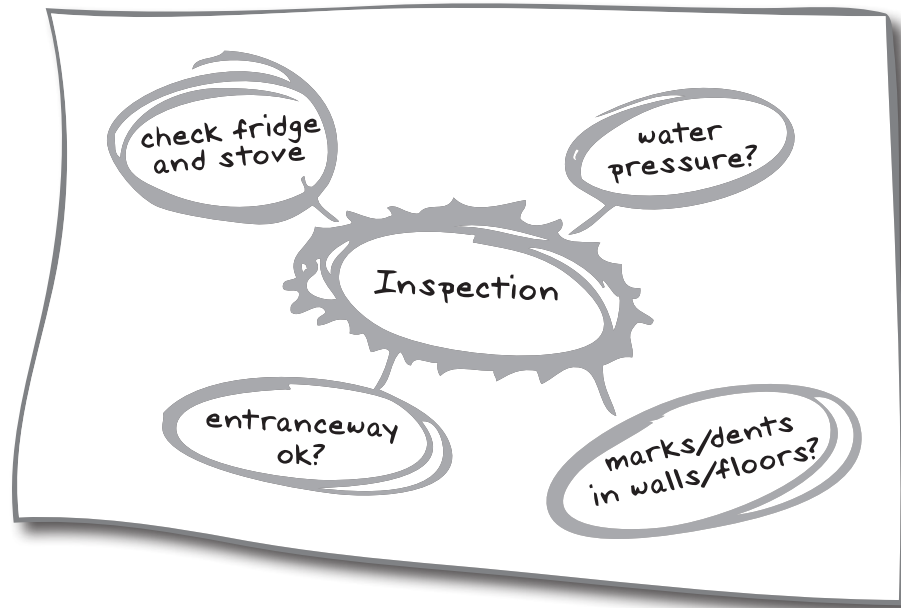 check fridge
and stove
water
pressure?
Inspection
entranceway
ok?
marks/dents
in walls/floors?